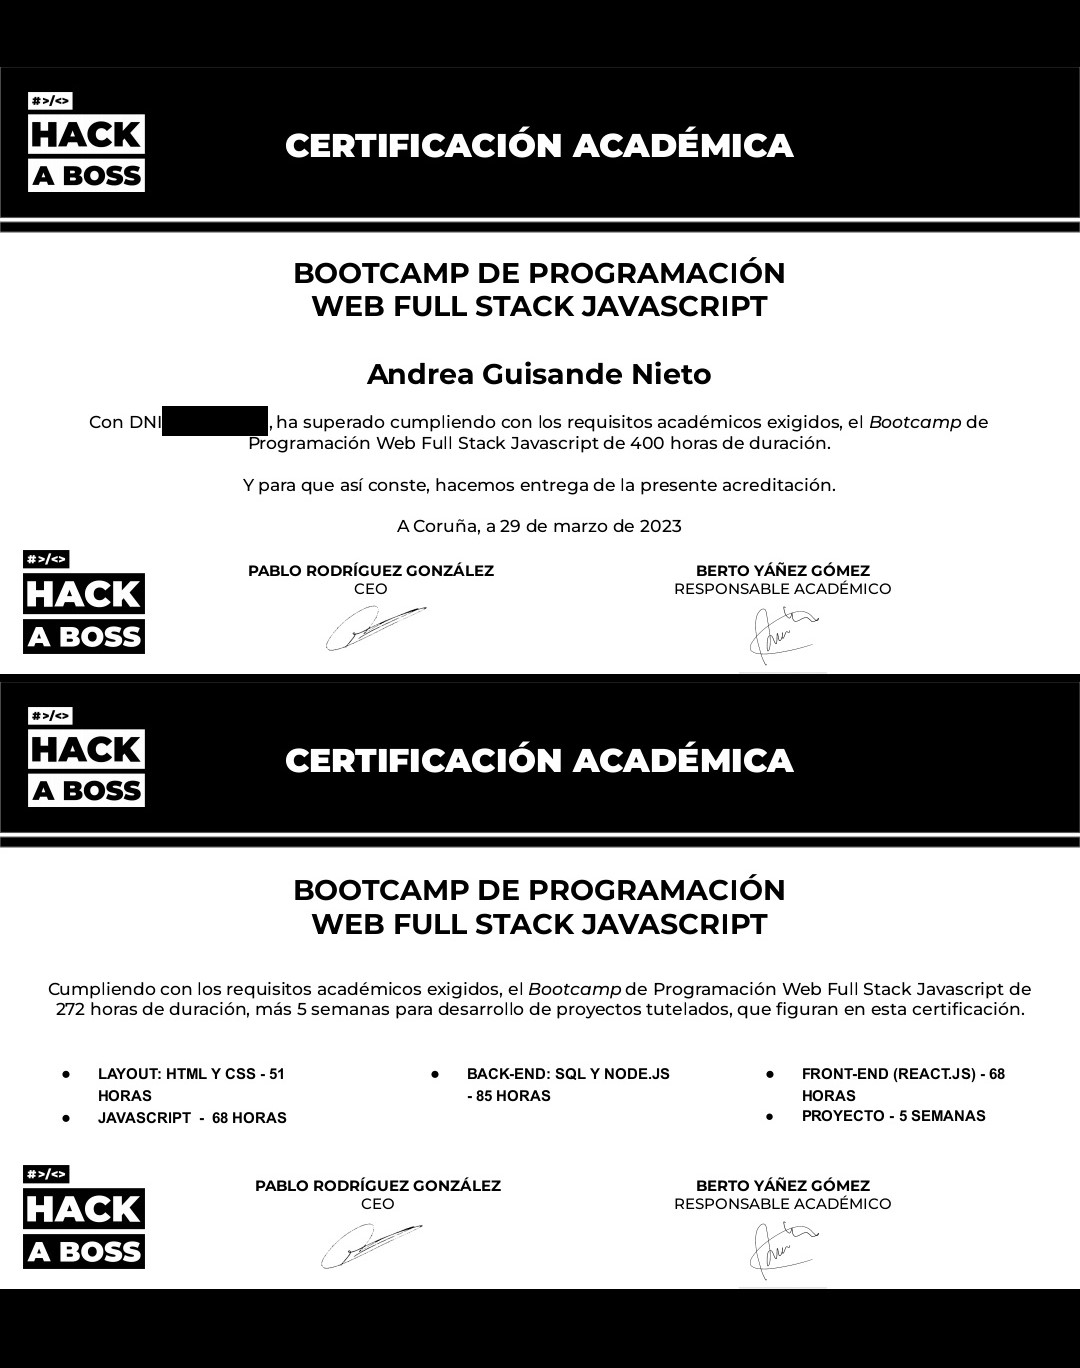 #>/<>
HACK
A BOSS
CERTIFICACIÓN ACADÉMICA
BOOTCAMP DE PROGRAMACIÓN
WEB FULL STACK JAVASCRIPT
Andrea Guisande Nieto
Con DNI , ha superado cumpliendo con los requisitos académicos exigidos, el Bootcamp de
Programación Web Full Stack Javascript de 400 horas de duración.
Y para que así conste, hacemos entrega de la presente acreditación.
A Coruña, a 29 de marzo de 2023
#>/<>
HACK
A BOSS
PABLO RODRÍGUEZ GONZÁLEZ
CEO
BERTO YÁÑEZ GÓMEZ
RESPONSABLE ACADÉMICO
#>/<>
HACK
A BOSS
CERTIFICACIÓN ACADÉMICA
BOOTCAMP DE PROGRAMACIÓN
WEB FULL STACK JAVASCRIPT
Cumpliendo con los requisitos académicos exigidos, el Bootcamp de Programación Web Full Stack Javascript de
272 horas de duración, más 5 semanas para desarrollo de proyectos tutelados, que figuran en esta certificación.
● LAYOUT: HTML Y CSS - 51
HORAS
● JAVASCRIPT - 68 HORAS
● BACK-END: SQL Y NODE.JS
- 85 HORAS
● FRONT-END (REACT.JS) - 68
HORAS
● PROYECTO - 5 SEMANAS
#>/<>
HACK
A BOSS
PABLO RODRÍGUEZ GONZÁLEZ
CEO
BERTO YÁÑEZ GÓMEZ
RESPONSABLE ACADÉMICO